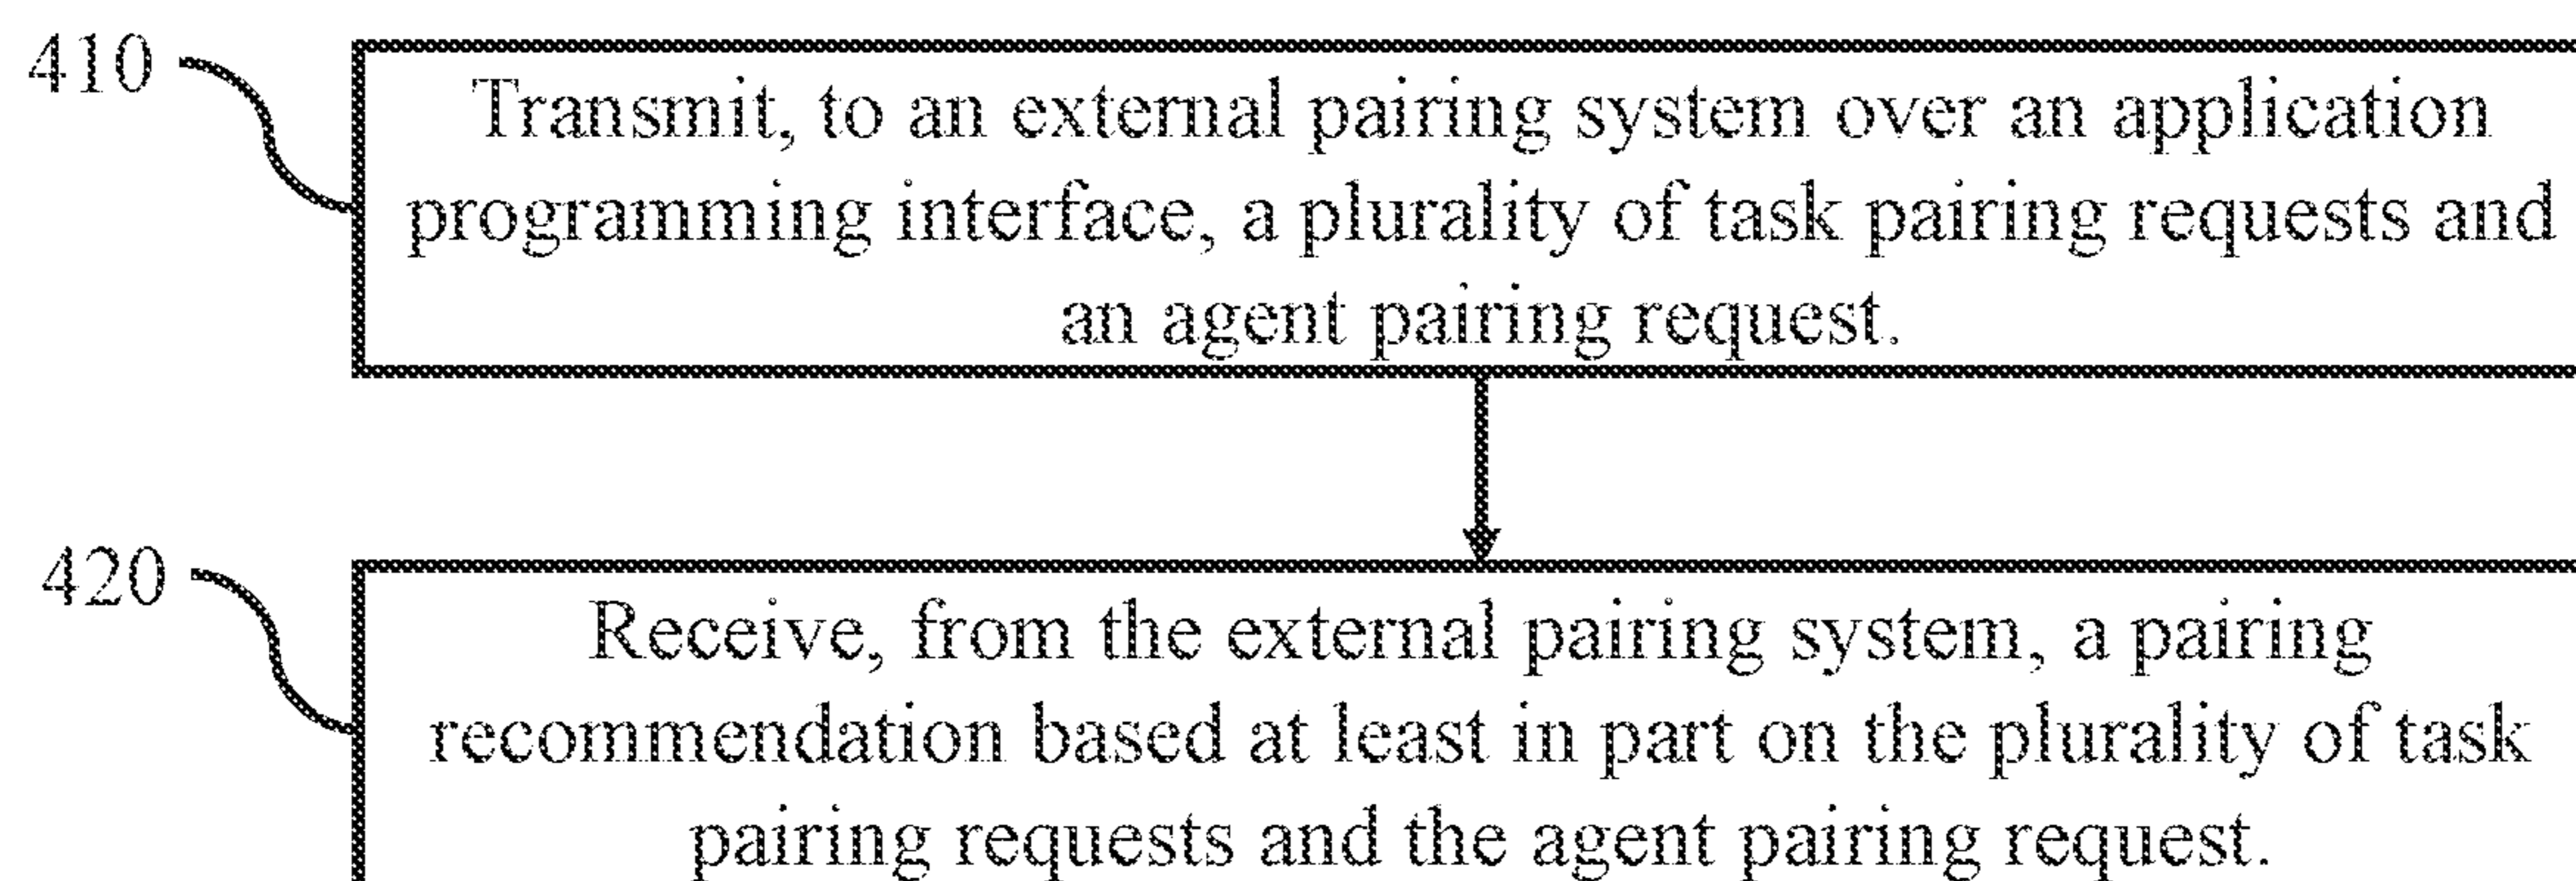 410
Transmit, to an external pairing system over an application
programming interface, a plurality of task pairing requests and
an agent pairing request.
420
Receive, from the external pairing system, a pairing
recommendation based at least in part on the plurality of task
pairing requests and the agent pairing request.